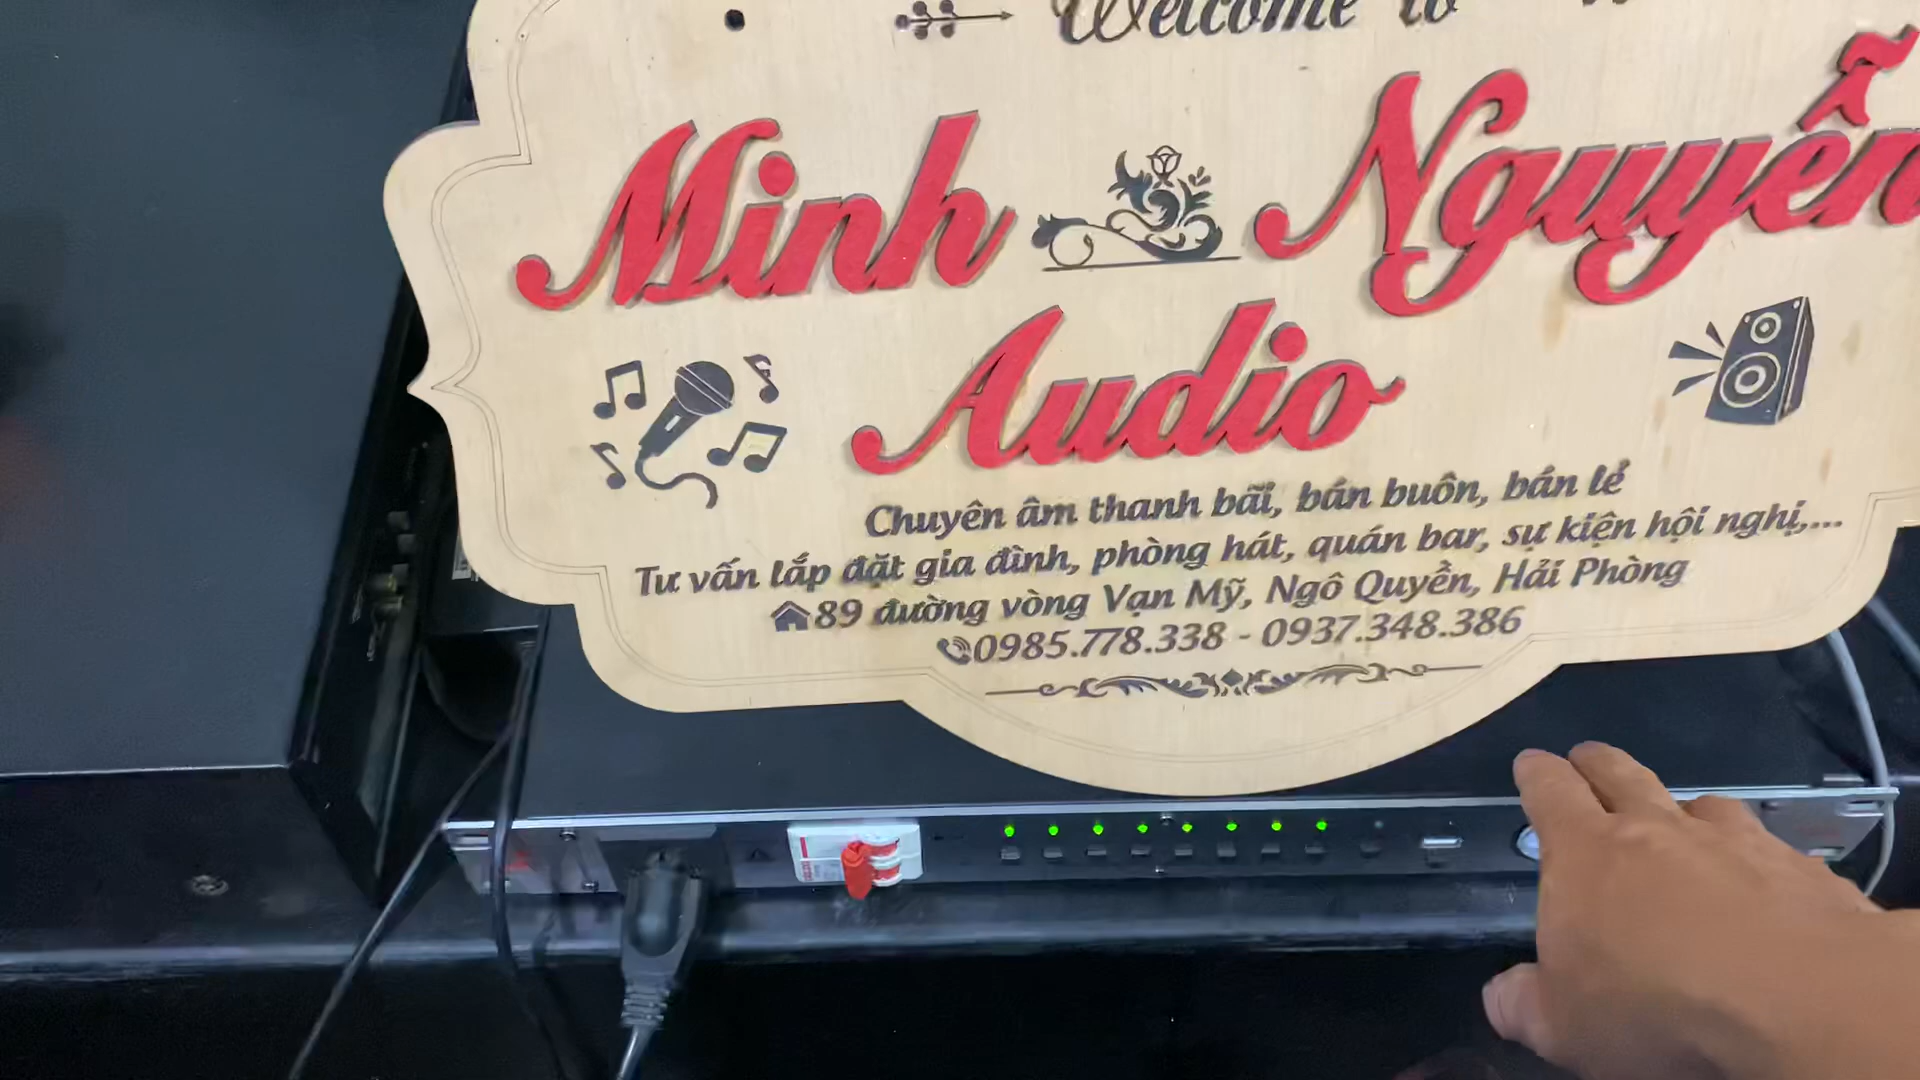 Welcome to
Minh Nguyễn
Audio
Chuyên âm thanh bãi, bán buôn, bán lẻ
Tư vấn lắp đặt gia đình, phòng hát, quán bar, sự kiện hội nghị,...
89 đường vòng Vạn Mỹ, Ngô Quyền, Hải Phòng
0985.778.338 - 0937.348.386